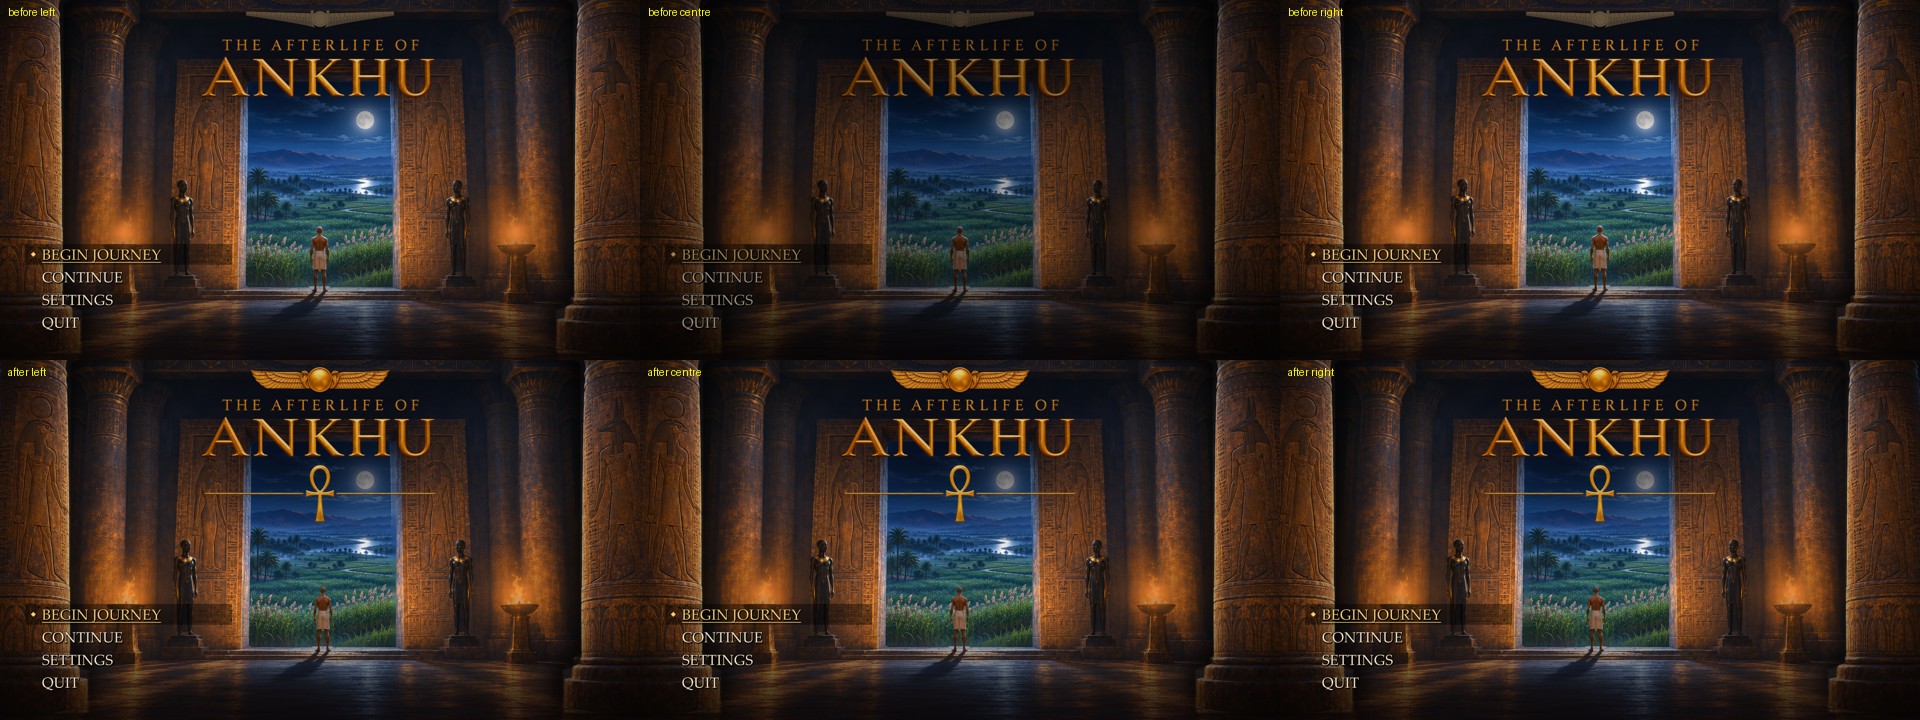 before left
THE AFTERLIFE OF
ANKHU
BEGIN JOURNEY
CONTINUE
SETTINGS
QUIT
before centre
THE AFTERLIFE OF
ANKHU
BEGIN JOURNEY
CONTINUE
SETTINGS
QUIT
before right
THE AFTERLIFE OF
ANKHU
BEGIN JOURNEY
CONTINUE
SETTINGS
QUIT
after left
THE AFTERLIFE OF
ANKHU
BEGIN JOURNEY
CONTINUE
SETTINGS
QUIT
after centre
THE AFTERLIFE OF
ANKHU
BEGIN JOURNEY
CONTINUE
SETTINGS
QUIT
after right
THE AFTERLIFE OF
ANKHU
BEGIN JOURNEY
CONTINUE
SETTINGS
QUIT